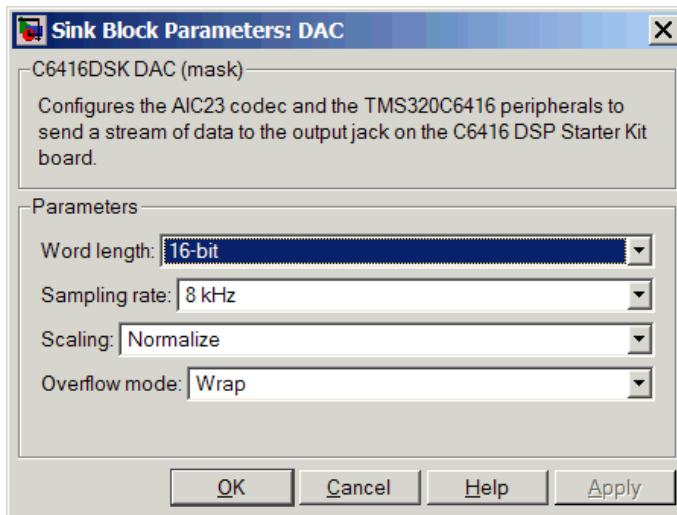 Sink Block Parameters: DAC
C6416DSK DAC (mask)
Configures the AIC23 codec and the TMS320C6416 peripherals to
send a stream of data to the output jack on the C6416 DSP Starter Kit
board.
Parameters
Word length: 16-bit
Sampling rate: 8 kHz
Scaling: Normalize
Overflow mode: Wrap
OK Cancel Help Apply